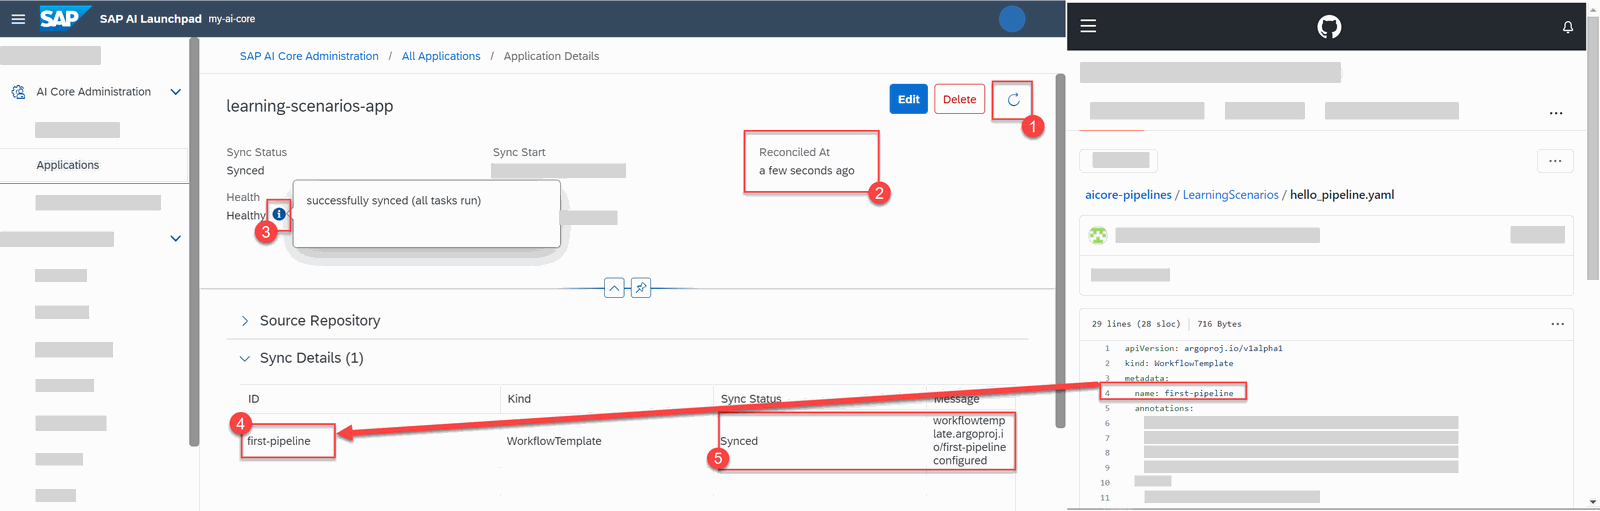 SAP SAP AI Launchpad my-ai-core
AI Core Administration
Applications
SAP AI Core Administration / All Applications / Application Details
learning-scenarios-app
Edit
Delete
1
Sync Status
Synced
Sync Start
Reconciled At
a few seconds ago
2
Health
Healthy
i
3
successfully synced (all tasks run)
Source Repository
Sync Details (1)
ID
Kind
Sync Status
Message
4
first-pipeline
WorkflowTemplate
Synced
workflowtemp
late.argoproj.i
o/first-pipeline
configured
5
aicore-pipelines / LearningScenarios / hello_pipeline.yaml
29 lines (28 sloc) 716 Bytes
1 apiVersion: argoproj.io/v1alpha1
2 kind: WorkflowTemplate
3 metadata:
4 name: first-pipeline
5 annotations:
6
7
8
9
10
11